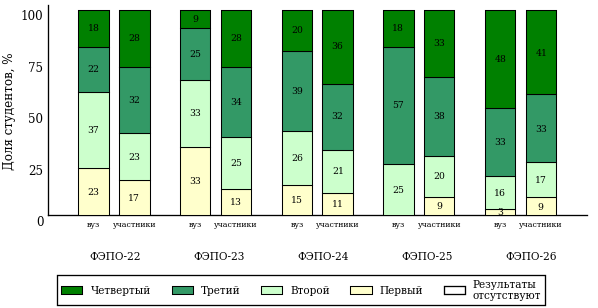 Доля студентов, %
100
75
50
25
0
18 28 9 28 20 36 18 33 48 41
22 32 25 34 39 32 57 38 33 33
37 23 33 25 26 21 25 20 16 17
23 17 33 13 15 11 9 3 9
вуз участники вуз участники вуз участники вуз участники вуз участники
ФЭПО-22 ФЭПО-23 ФЭПО-24 ФЭПО-25 ФЭПО-26
Четвертый Третий Второй Первый Результаты
отсутствуют